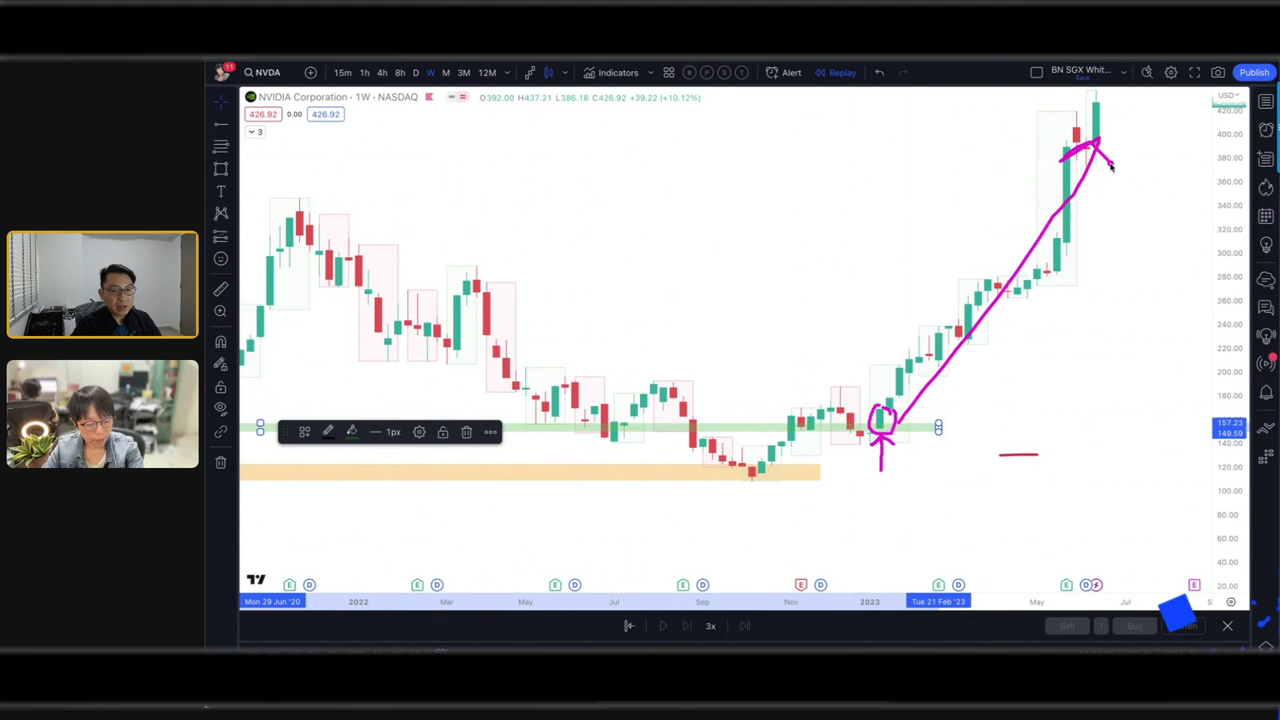 11
NVDA
15m 1h 4h 8h D W M 3M 12M
Indicators
B P S T
Alert
Replay
BN SGX Whit...
Save
Publish
NVIDIA Corporation · 1W · NASDAQ
O392.00 H437.21 L386.18 C426.92 +39.22 (+10.12%)
426.92 0.00 426.92
3
USD
420.00
400.00
380.00
360.00
340.00
320.00
300.00
280.00
260.00
240.00
220.00
200.00
180.00
157.23
149.59
140.00
120.00
100.00
80.00
60.00
40.00
20.00
1px
E D E D E D E D E D E D E D E
Mon 29 Jun '20 2022 Mar May Jul Sep Nov 2023 Tue 21 Feb '23 May Jul S
3x
Sell 1 Buy